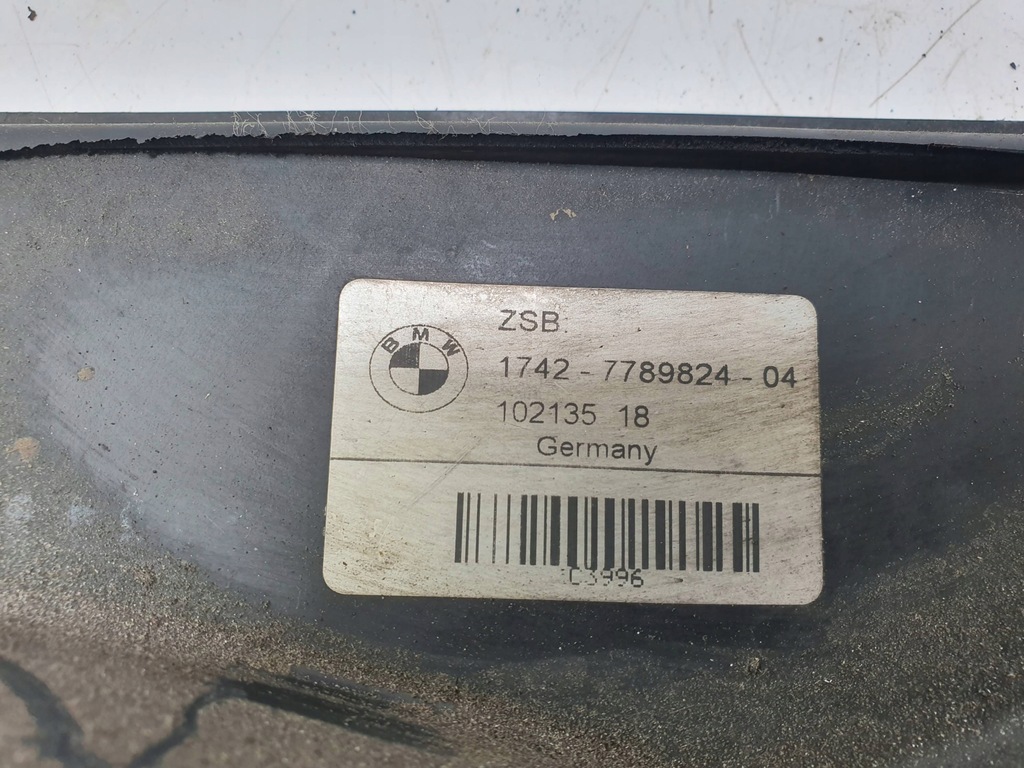 BMW
ZSB.
1742 - 7789824 - 04
102135 18
Germany
C3996